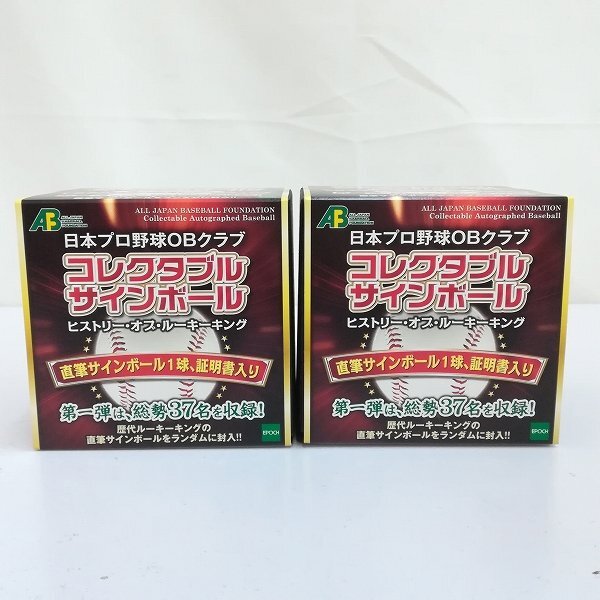 AB ALL JAPAN BASEBALL FOUNDATION
ALL JAPAN BASEBALL FOUNDATION
Collectable Autographed Baseball
日本プロ野球OBクラブ
コレクタブル
サインボール
ヒストリー・オブ・ルーキーキング
直筆サインボール1球、証明書入り
第一弾は、総勢37名を収録!
歴代ルーキーキングの
直筆サインボールをランダムに封入!!
EPOCH
AB ALL JAPAN BASEBALL FOUNDATION
ALL JAPAN BASEBALL FOUNDATION
Collectable Autographed Baseball
日本プロ野球OBクラブ
コレクタブル
サインボール
ヒストリー・オブ・ルーキーキング
直筆サインボール1球、証明書入り
第一弾は、総勢37名を収録!
歴代ルーキーキングの
直筆サインボールをランダムに封入!!
EPOCH